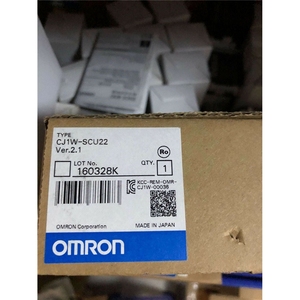 TYPE
CJ1W-SCU22
Ver.2.1
Ro
LOT No.
QTY.
160328K
1
KCC-REM-OMR-
CJ1W-00036
OMRON Corporation
MADE IN JAPAN
OMRON